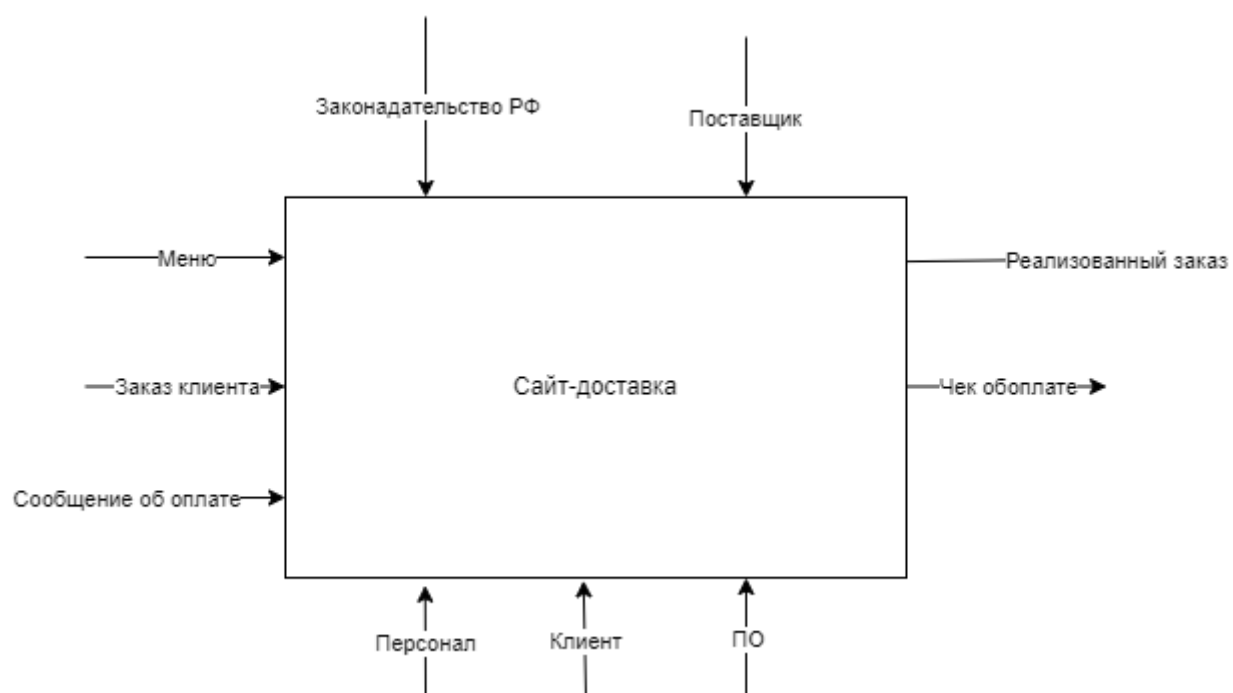 Законадательство РФ
Поставщик
Меню
Реализованный заказ
Заказ клиента
Сайт-доставка
Чек обоплате
Сообщение об оплате
Персонал
Клиент
ПО